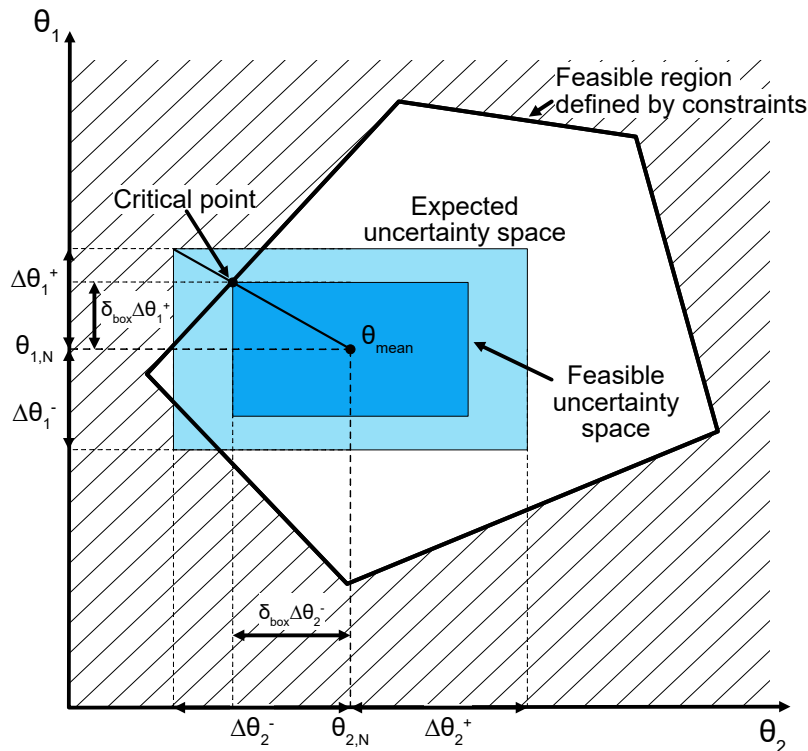 θ1
Feasible region
defined by constraints
Critical point
Expected
uncertainty space
Δθ1+
δboxΔθ1+
θ1,N
θmean
Feasible
uncertainty
space
Δθ1-
δboxΔθ2-
Δθ2-
θ2,N
Δθ2+
θ2